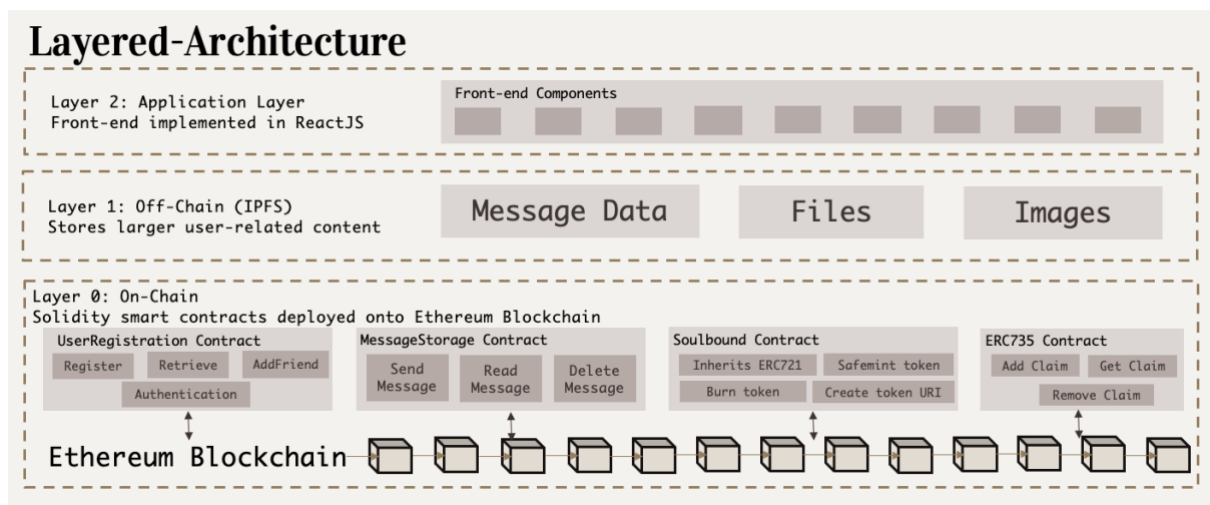 Layered-Architecture
Layer 2: Application Layer
Front-end implemented in ReactJS
Front-end Components
Layer 1: Off-Chain (IPFS)
Stores larger user-related content
Message Data
Files
Images
Layer 0: On-Chain
Solidity smart contracts deployed onto Ethereum Blockchain
UserRegistration Contract
Register
Retrieve
AddFriend
Authentication
MessageStorage Contract
Send
Message
Read
Message
Delete
Message
Soulbound Contract
Inherits ERC721
Safemint token
Burn token
Create token URI
ERC735 Contract
Add Claim
Get Claim
Remove Claim
Ethereum Blockchain